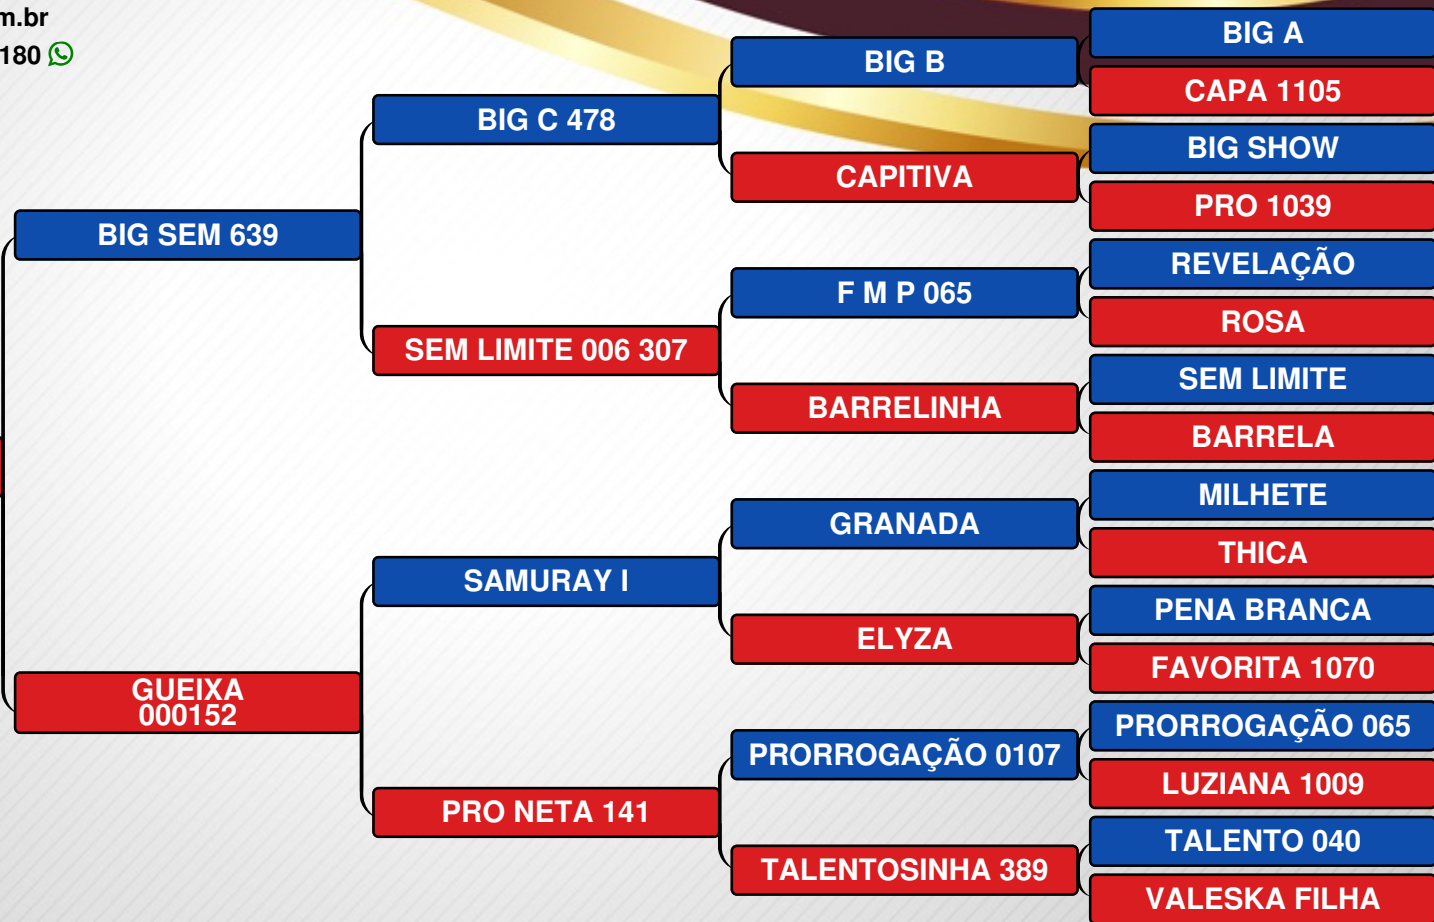 m.br
180
BIG SEM 639
GUEIXA
000152
BIG C 478
SEM LIMITE 006 307
SAMURAY I
PRO NETA 141
BIG B
CAPITIVA
F M P 065
BARRELINHA
GRANADA
ELYZA
PRORROGAÇÃO 0107
TALENTOSINHA 389
BIG A
CAPA 1105
BIG SHOW
PRO 1039
REVELAÇÃO
ROSA
SEM LIMITE
BARRELA
MILHETE
THICA
PENA BRANCA
FAVORITA 1070
PRORROGAÇÃO 065
LUZIANA 1009
TALENTO 040
VALESKA FILHA